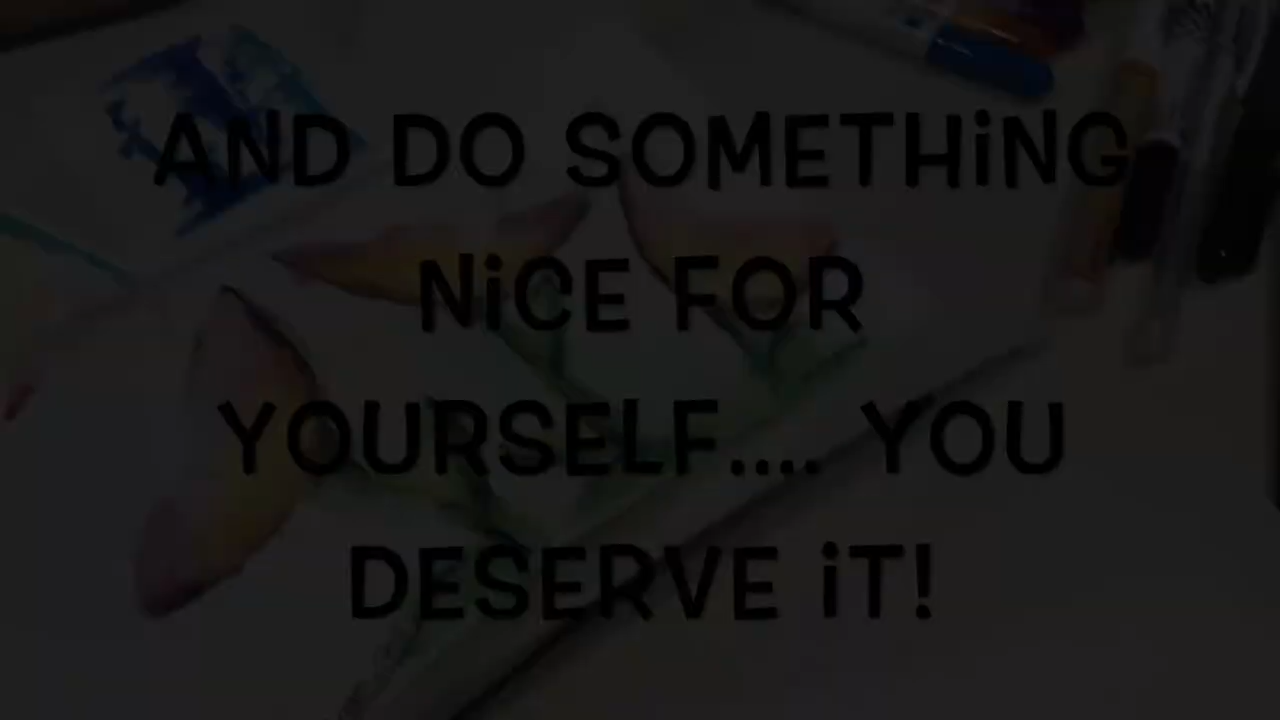 AND DO SOMETHiNG
NiCE FOR
YOURSELF.... YOU
DESERVE iT!